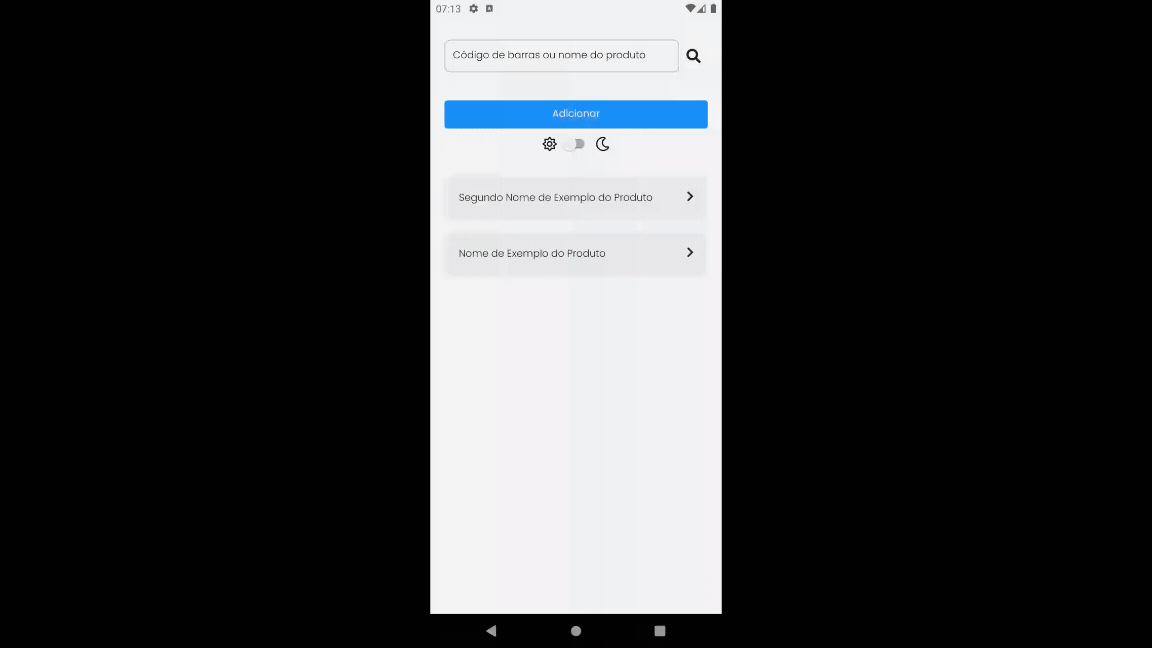 07:13
Código de barras ou nome do produto
Adicionar
Segundo Nome de Exemplo do Produto
Nome de Exemplo do Produto